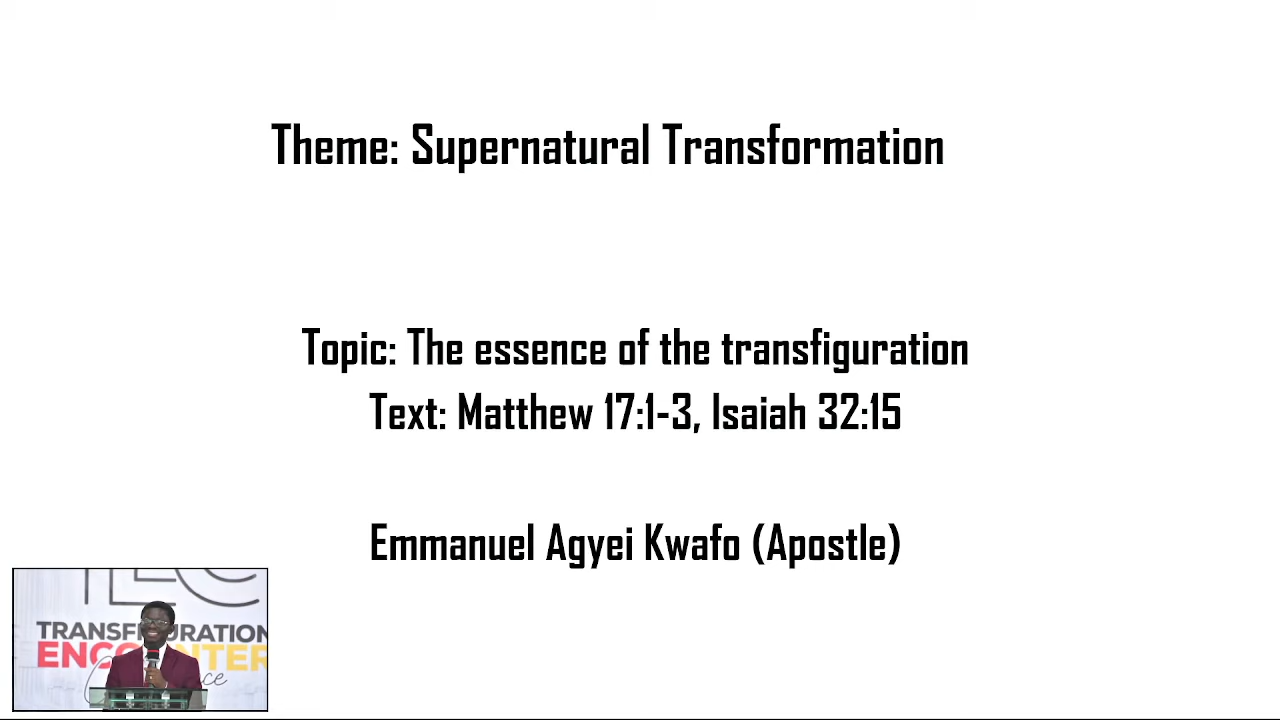 Theme: Supernatural Transformation
Topic: The essence of the transfiguration
Text: Matthew 17:1-3, Isaiah 32:15
Emmanuel Agyei Kwafo (Apostle)
TEC
TRANSFIGURATION
ENCOUNTER